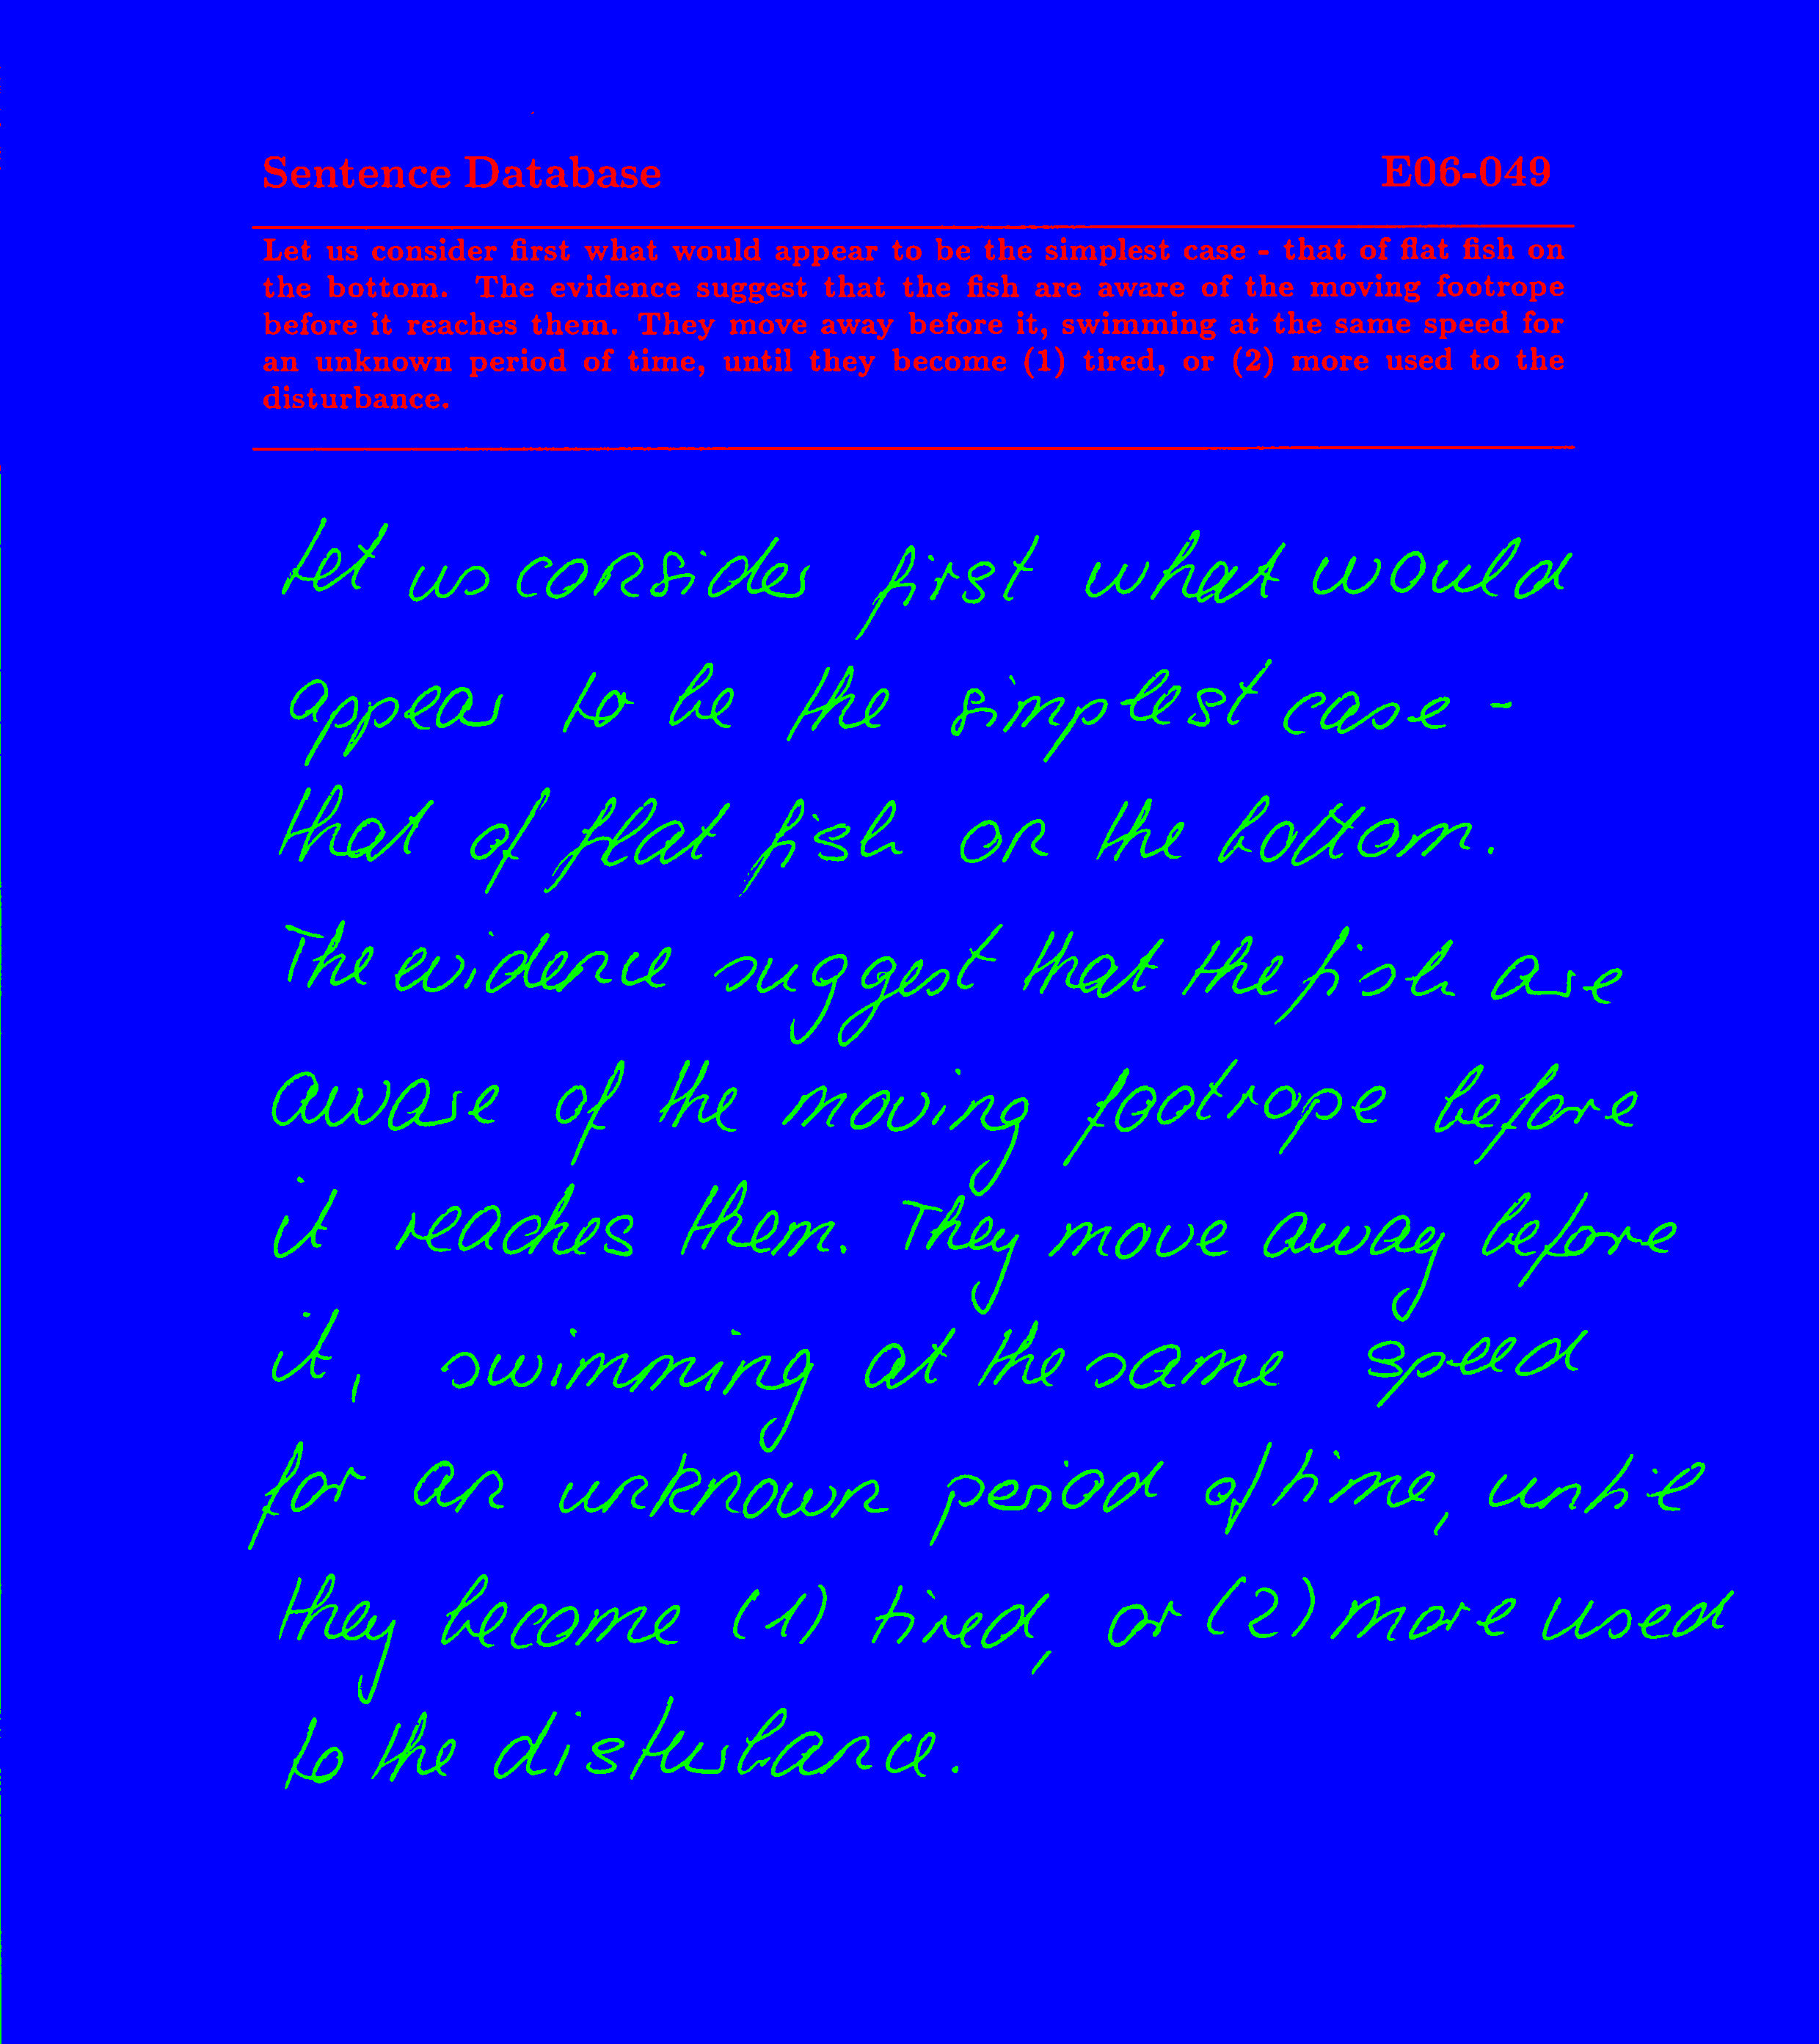 Sentence Database E06-049
Let us consider first what would appear to be the simplest case - that of flat fish on
the bottom. The evidence suggest that the fish are aware of the moving footrope
before it reaches them. They move away before it, swimming at the same speed for
an unknown period of time, until they become (1) tired, or (2) more used to the
disturbance.
Let us consider first what would
appear to be the simplest case -
that of flat fish on the bottom.
The evidence suggest that the fish are
aware of the moving footrope before
it reaches them. They move away before
it, swimming at the same speed
for an unknown period of time, until
they become (1) tired, or (2) more used
to the disturbance.